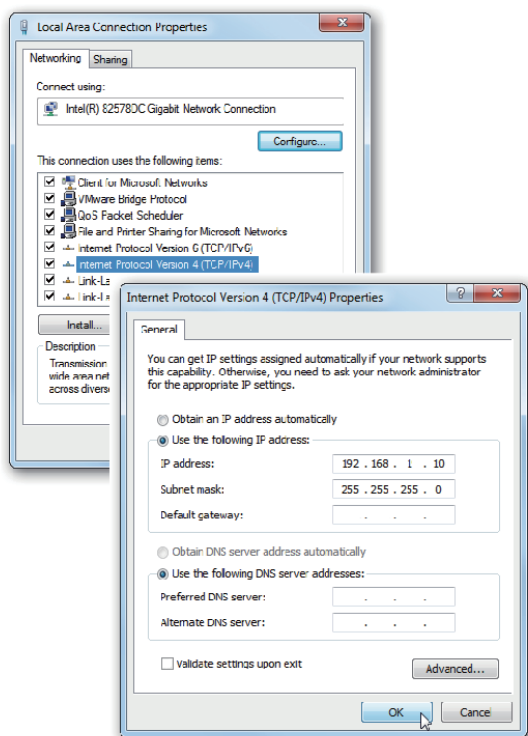 Local Area Connection Properties
Networking
Sharing
Connect using:
Intel(R) 82578DC Gigabit Network Connection
Configure...
This connection uses the following items:
Client for Microsoft Networks
VMware Bridge Protocol
QoS Packet Scheduler
File and Printer Sharing for Microsoft Networks
Internet Protocol Version 6 (TCP/IPv6)
Internet Protocol Version 4 (TCP/IPv4)
Install...
Description
Transmission
wide area net
across divers
Internet Protocol Version 4 (TCP/IPv4) Properties
General
You can get IP settings assigned automatically if your network supports
this capability. Otherwise, you need to ask your network administrator
for the appropriate IP settings.
Obtain an IP address automatically
Use the following IP address:
IP address: 192 . 168 . 1 . 10
Subnet mask: 255 . 255 . 255 . 0
Default gateway: . . .
Obtain DNS server address automatically
Use the following DNS server addresses:
Preferred DNS server: . . .
Alternate DNS server: . . .
Validate settings upon exit
Advanced...
OK
Cancel